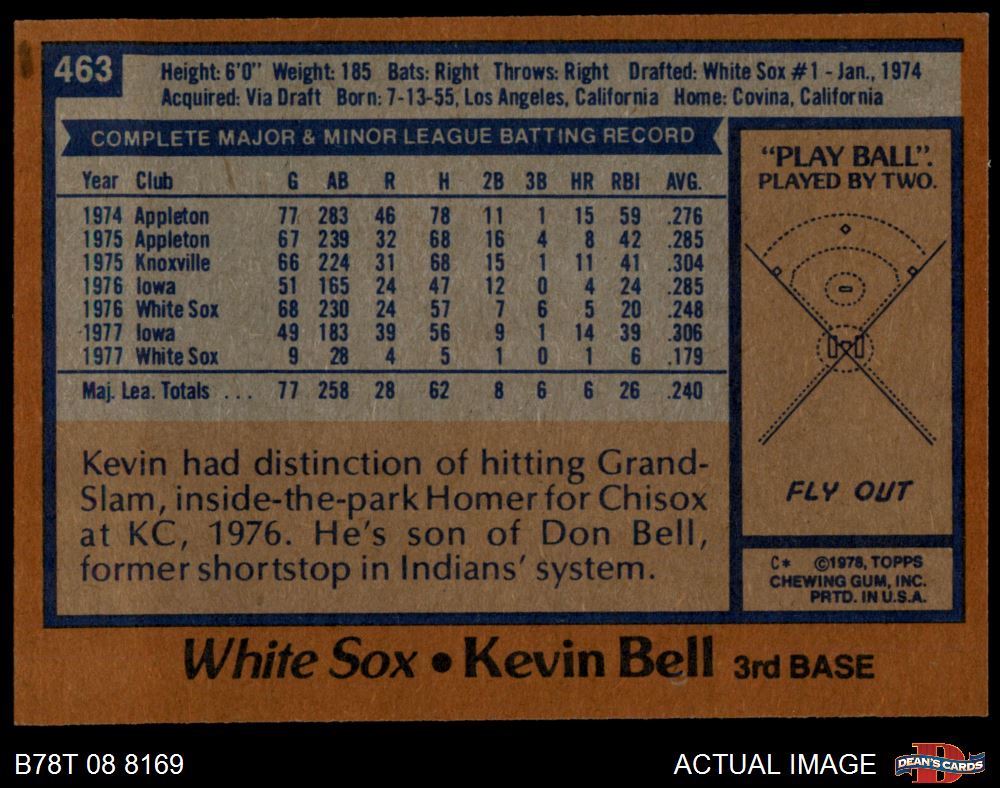 463
Height: 6'0" Weight: 185 Bats: Right Throws: Right Drafted: White Sox #1 - Jan., 1974
Acquired: Via Draft Born: 7-13-55, Los Angeles, California Home: Covina, California
COMPLETE MAJOR & MINOR LEAGUE BATTING RECORD
Year Club G AB R H 2B 3B HR RBI AVG.
1974 Appleton 77 283 46 78 11 1 15 59 .276
1975 Appleton 67 239 32 68 16 4 8 42 .285
1975 Knoxville 66 224 31 68 15 1 11 41 .304
1976 Iowa 51 165 24 47 12 0 4 24 .285
1976 White Sox 68 230 24 57 7 6 5 20 .248
1977 Iowa 49 183 39 56 9 1 14 39 .306
1977 White Sox 9 28 4 5 1 0 1 6 .179
Maj. Lea. Totals ... 77 258 28 62 8 6 6 26 .240
Kevin had distinction of hitting Grand-
Slam, inside-the-park Homer for Chisox
at KC, 1976. He's son of Don Bell,
former shortstop in Indians' system.
"PLAY BALL".
PLAYED BY TWO.
FLY OUT
C* ©1978, TOPPS
CHEWING GUM, INC.
PRTD. IN U.S.A.
White Sox • Kevin Bell 3rd BASE
B78T 08 8169
ACTUAL IMAGE
D
DEAN'S CARDS